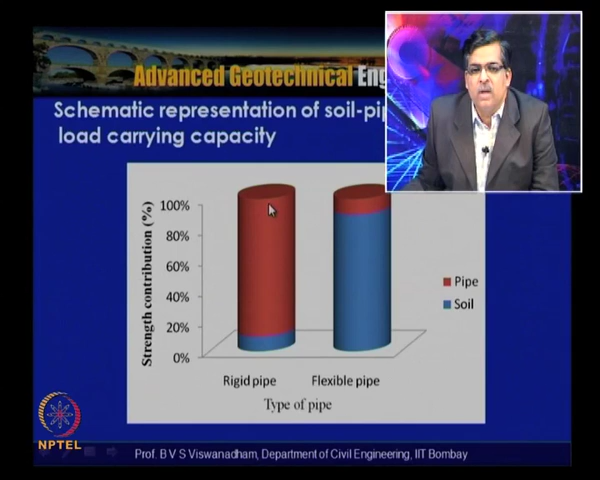 Advanced Geotechnical Eng
Schematic representation of soil-pip
load carrying capacity
Strength contribution (%)
100%
80%
60%
40%
20%
0%
Pipe
Soil
Rigid pipe
Flexible pipe
Type of pipe
NPTEL
Prof. B V S Viswanadham, Department of Civil Engineering, IIT Bombay